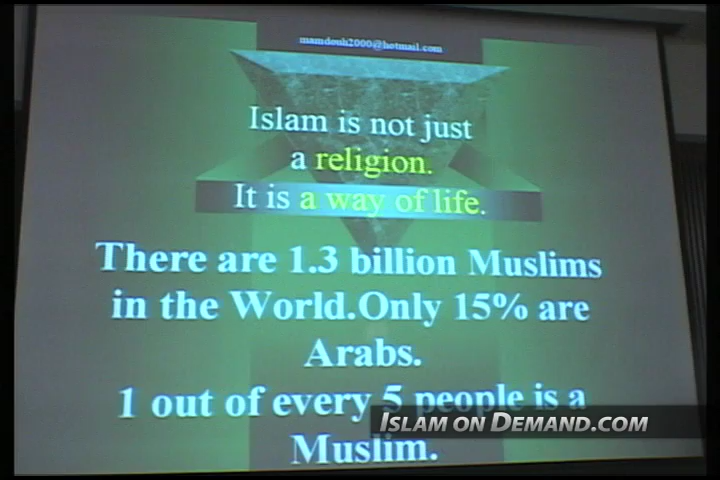 mamdouh2000@hotmail.com
Islam is not just
a religion.
It is a way of life.
There are 1.3 billion Muslims
in the World.Only 15% are
Arabs.
1 out of every 5 people is a
Muslim.
ISLAM ON DEMAND.COM